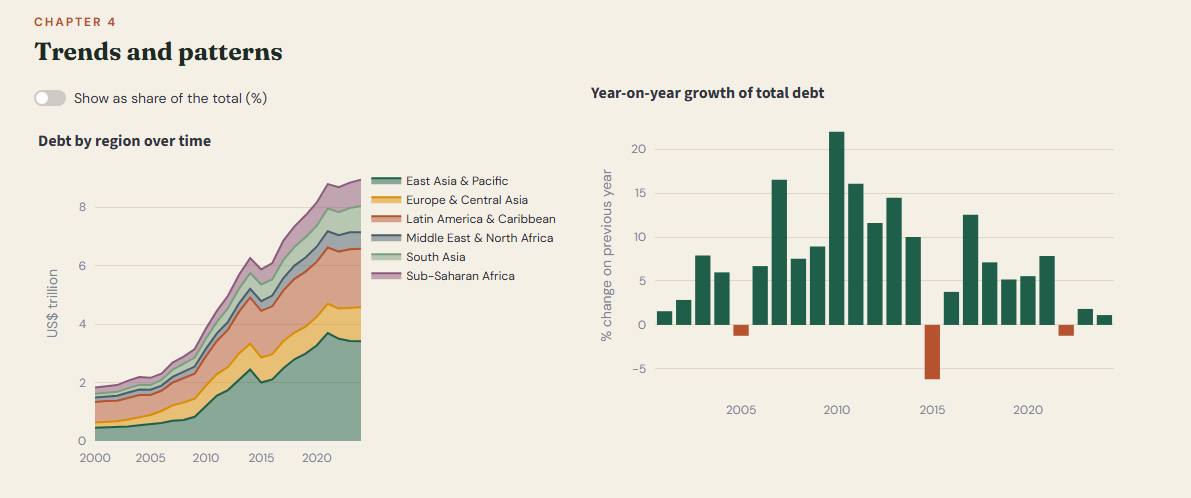 CHAPTER 4
Trends and patterns
Show as share of the total (%)
Debt by region over time
US$ trillion
8
6
4
2
0
2000 2005 2010 2015 2020
East Asia & Pacific
Europe & Central Asia
Latin America & Caribbean
Middle East & North Africa
South Asia
Sub-Saharan Africa
Year-on-year growth of total debt
% change on previous year
20
15
10
5
0
−5
2005 2010 2015 2020